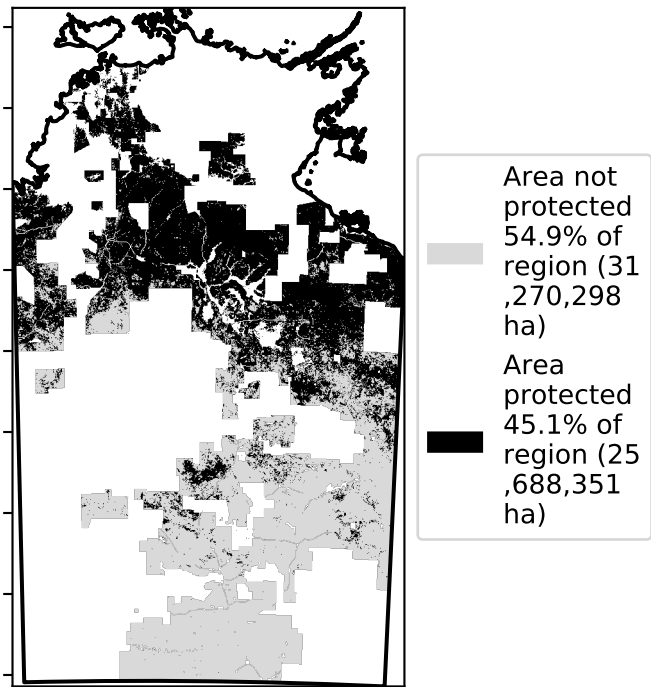 Area not
protected
54.9% of
region (31
,270,298
ha)
Area
protected
45.1% of
region (25
,688,351
ha)